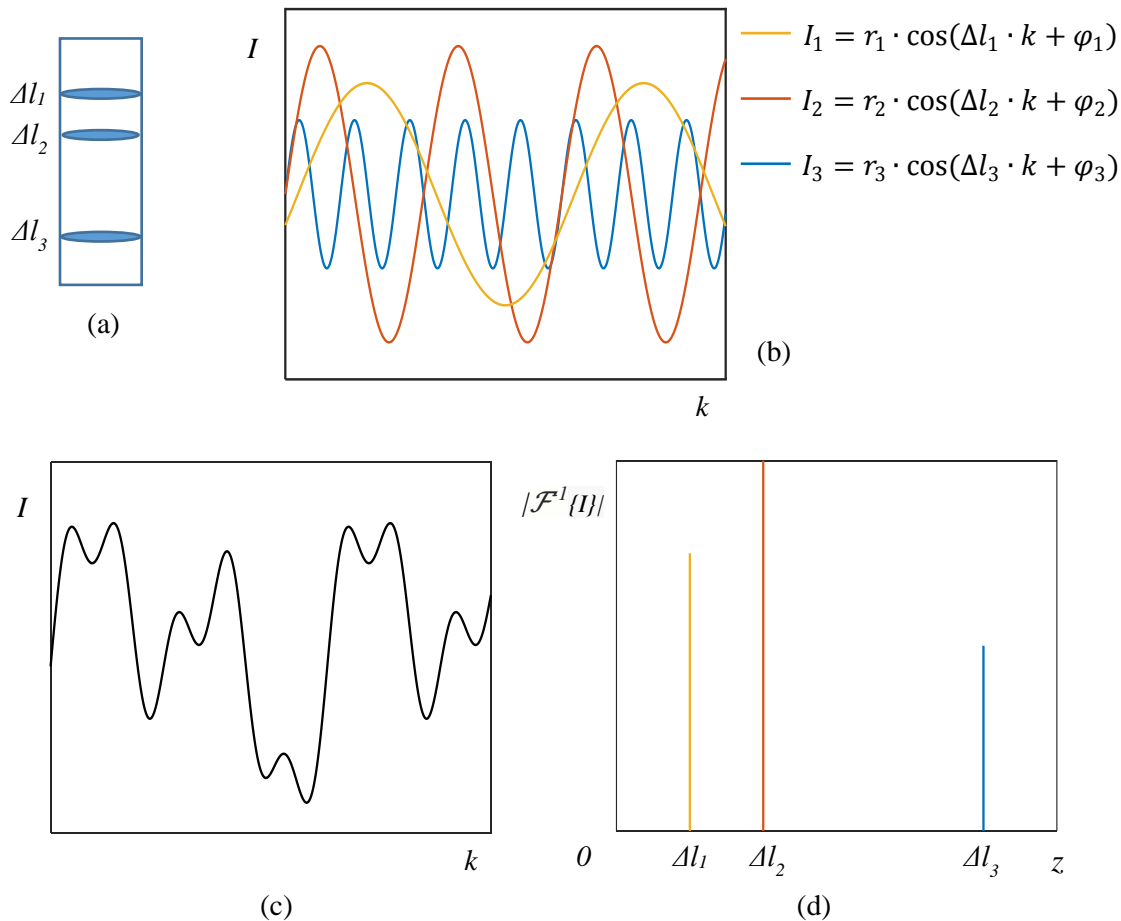 Δl₁
Δl₂
Δl₃
(a)
I
k
(b)
I₁ = r₁ · cos(Δl₁ · k + φ₁)
I₂ = r₂ · cos(Δl₂ · k + φ₂)
I₃ = r₃ · cos(Δl₃ · k + φ₃)
I
k
(c)
|ℱ⁻¹{I}|
0 Δl₁ Δl₂ Δl₃ z
(d)